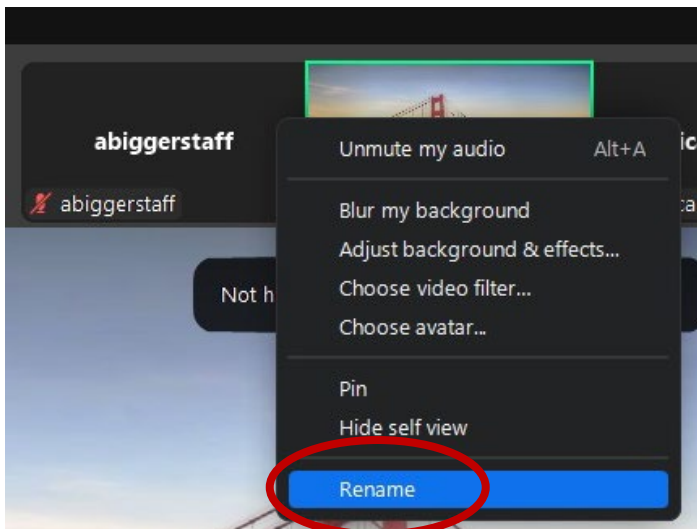 abiggerstaff
abiggerstaff
Not h
Unmute my audio Alt+A
Blur my background
Adjust background & effects...
Choose video filter...
Choose avatar...
Pin
Hide self view
Rename